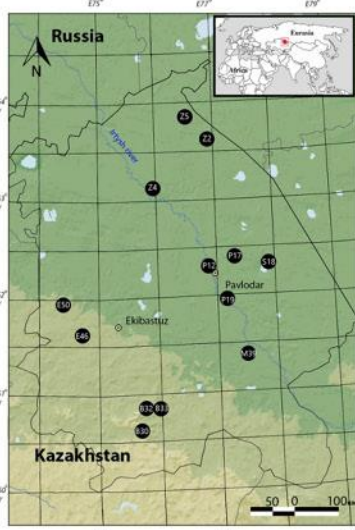 E75° E77° E79°
Russia
Eurasia
Africa
N
Z5
Z2
Irtysh river
Z4
P17
P12
S18
Pavlodar
P19
E50
Ekibastuz
E46
M39
B32 B33
B30
Kazakhstan
50 0 100